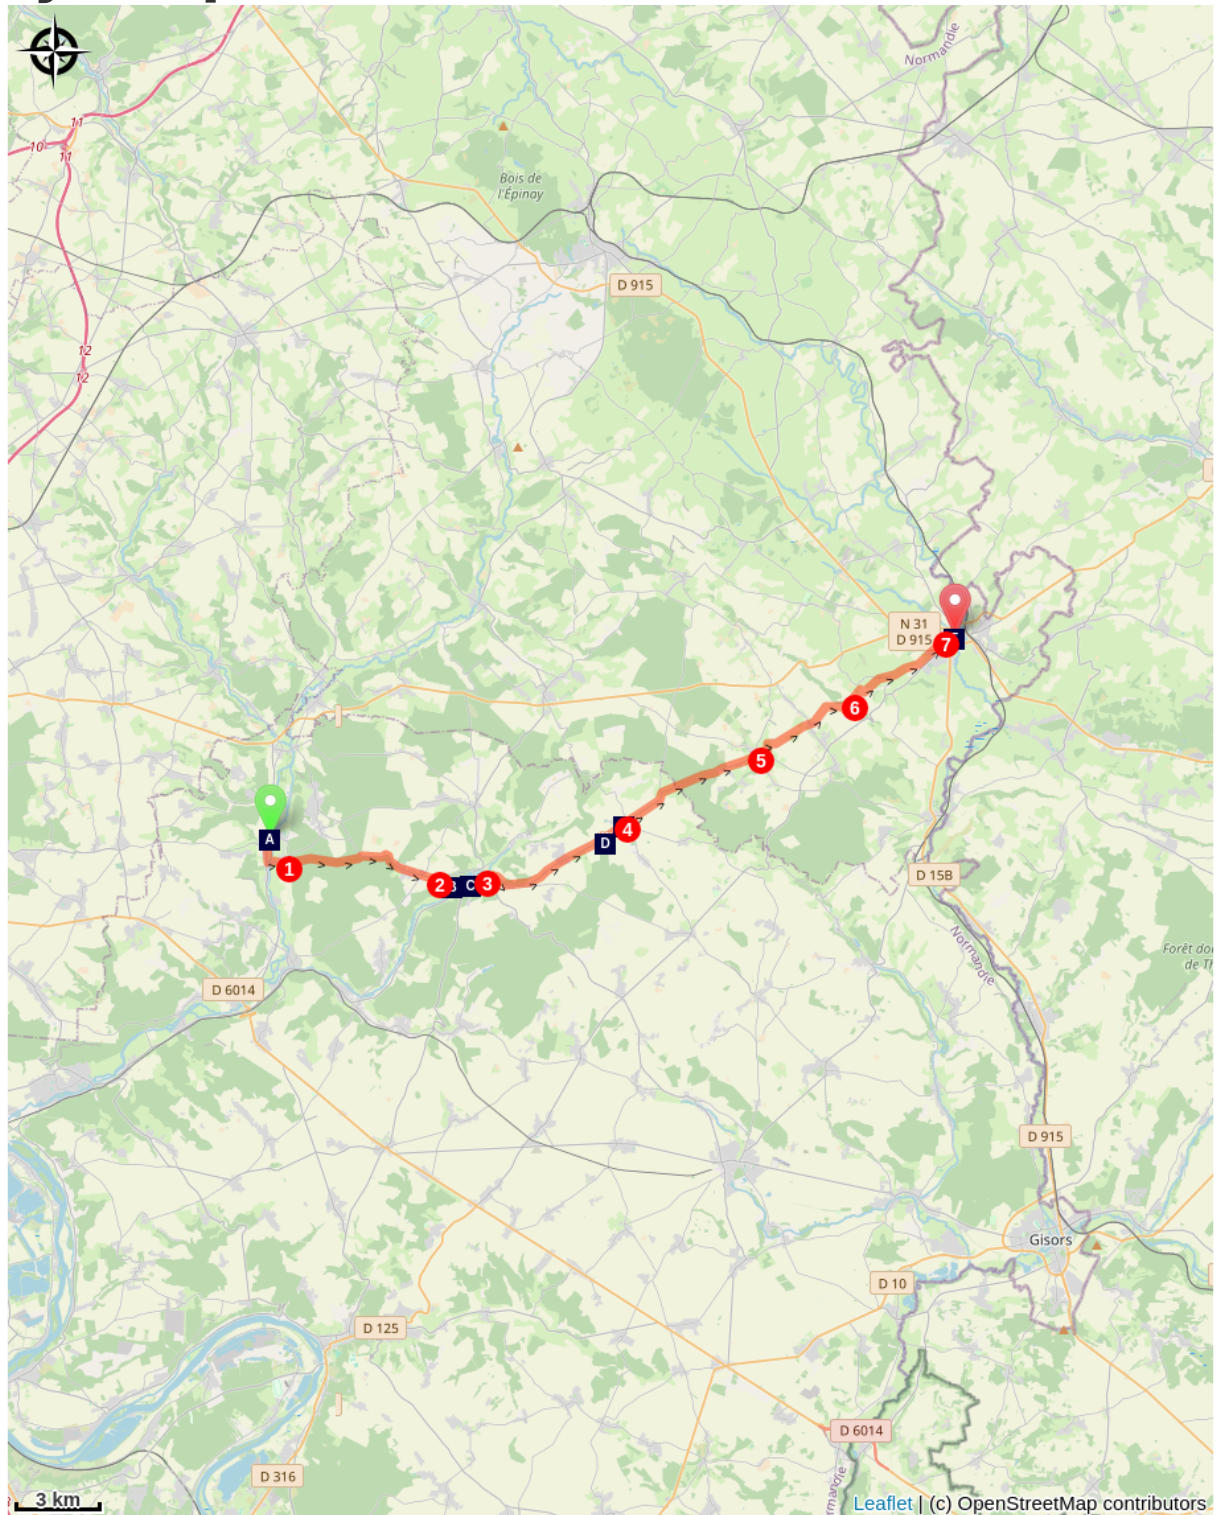 Normandie
11
10
11
Bois de
l'Épinay
D 915
12
12
N 31
D 915
7
6
5
A
4
D
1
2
C
3
D 15B
Normandie
Forêt do
de Th
D 6014
D 915
Gisors
D 10
D 125
D 6014
D 316
3 km
rmandie
Leaflet | (c) OpenStreetMap contributors